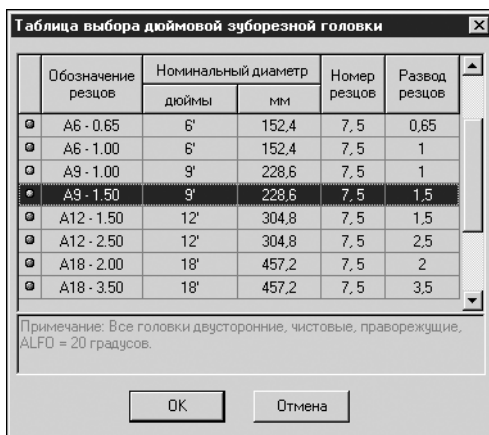 Таблица выбора дюймовой зуборезной головки
Обозначение резцов Номинальный диаметр Номер резцов Развод резцов
дюймы мм
A6 - 0.65 6' 152,4 7, 5 0,65
A6 - 1.00 6' 152,4 7, 5 1
A9 - 1.00 9' 228,6 7, 5 1
A9 - 1.50 9' 228,6 7, 5 1,5
A12 - 1.50 12' 304,8 7, 5 1,5
A12 - 2.50 12' 304,8 7, 5 2,5
A18 - 2.00 18' 457,2 7, 5 2
A18 - 3.50 18' 457,2 7, 5 3,5
Примечание: Все головки двусторонние, чистовые, праворежущие,
ALF0 = 20 градусов.
OK Отмена